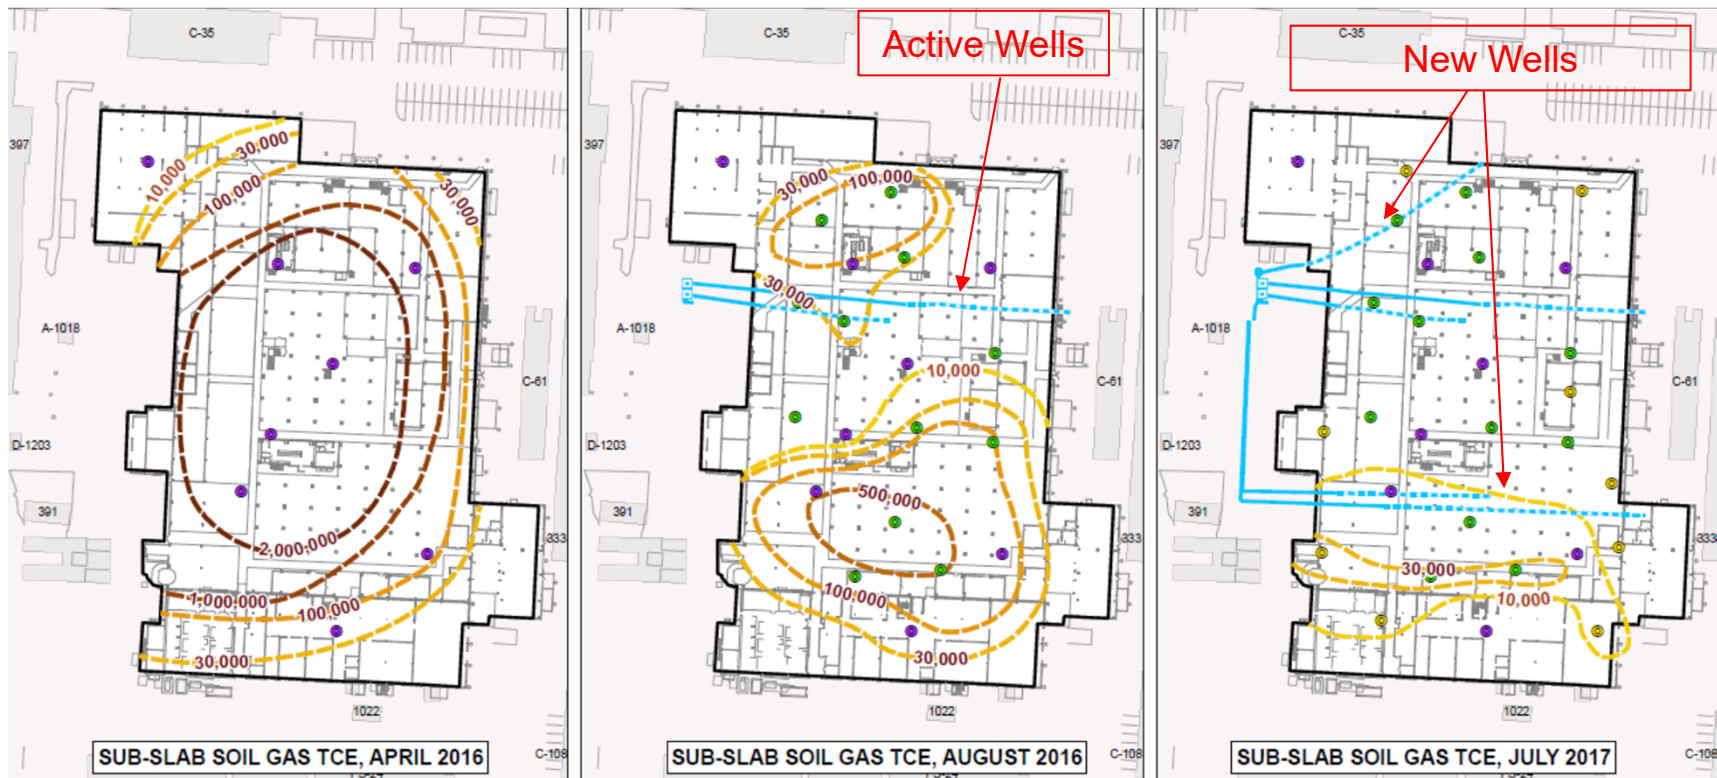 C-35
397
10,000
30,000
100,000
30,000
A-1018
C-61
D-1203
391
2,000,000
333
1,000,000
100,000
30,000
1022
SUB-SLAB SOIL GAS TCE, APRIL 2016
C-108
C-35
Active Wells
397
30,000
100,000
30,000
A-1018
10,000
C-61
D-1203
500,000
391
333
100,000
30,000
1022
SUB-SLAB SOIL GAS TCE, AUGUST 2016
C-108
C-35
New Wells
397
A-1018
C-61
D-1203
391
333
30,000
10,000
1022
SUB-SLAB SOIL GAS TCE, JULY 2017
C-108